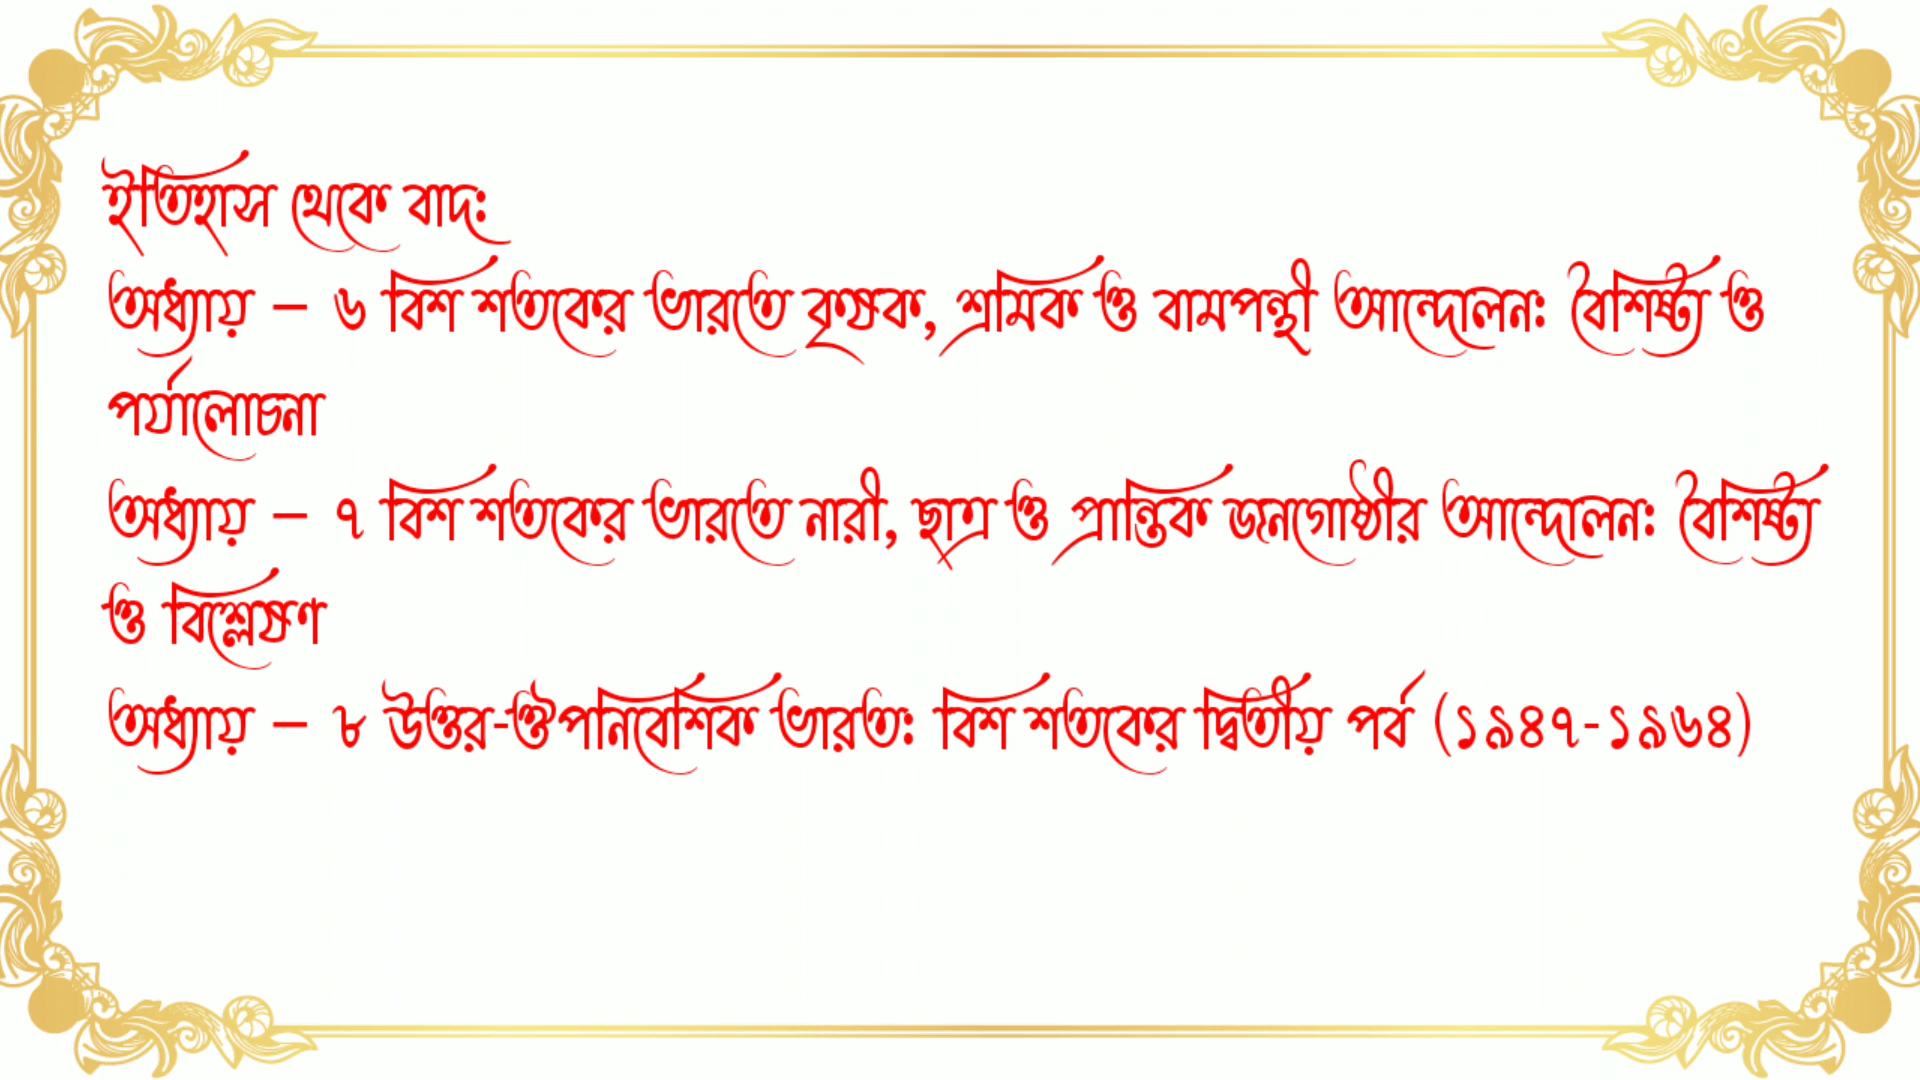 ইতিহাস থেকে বাদ:
অধ্যায় – ৬ বিশ শতকের ভারতে কৃষক, শ্রমিক ও বামপন্থী আন্দোলন: বৈশিষ্ট্য ও
পর্যালোচনা
অধ্যায় – ৭ বিশ শতকের ভারতে নারী, ছাত্র ও প্রান্তিক জনগোষ্ঠীর আন্দোলন: বৈশিষ্ট্য
ও বিশ্লেষণ
অধ্যায় – ৮ উত্তর-ঔপনিবেশিক ভারত: বিশ শতকের দ্বিতীয় পর্ব (১৯৪৭-১৯৬৪)